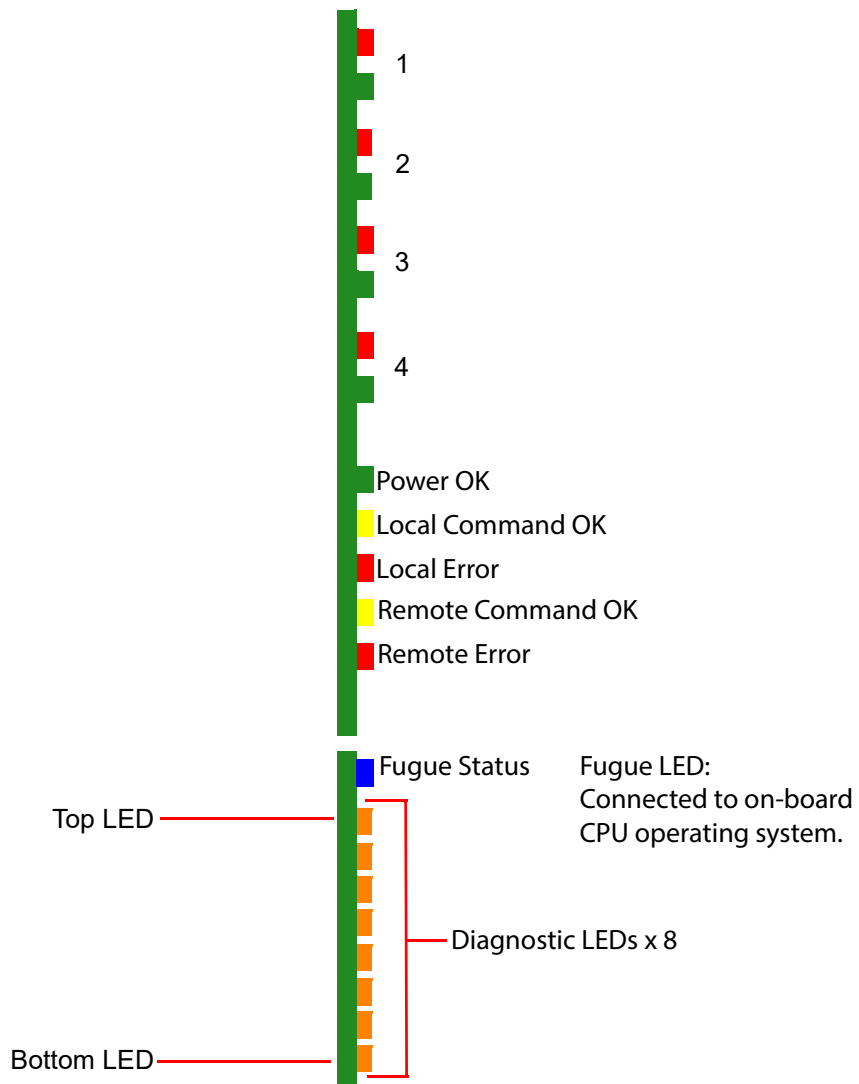 1
2
3
4
Power OK
Local Command OK
Local Error
Remote Command OK
Remote Error
Fugue Status
Fugue LED:
Connected to on-board
CPU operating system.
Top LED
Diagnostic LEDs x 8
Bottom LED